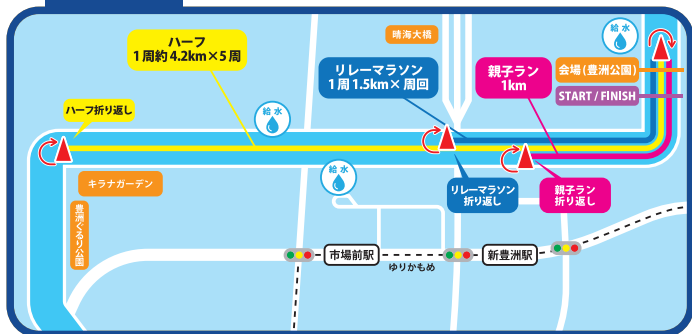 ハーフ
1周約4.2km×5周
晴海大橋
給水
リレーマラソン
1周1.5km×周回
親子ラン
1km
会場(豊洲公園)
START/FINISH
ハーフ折り返し
給水
キラナガーデン
給水
リレーマラソン
折り返し
親子ラン
折り返し
豊洲ぐるり公園
市場前駅
ゆりかもめ
新豊洲駅